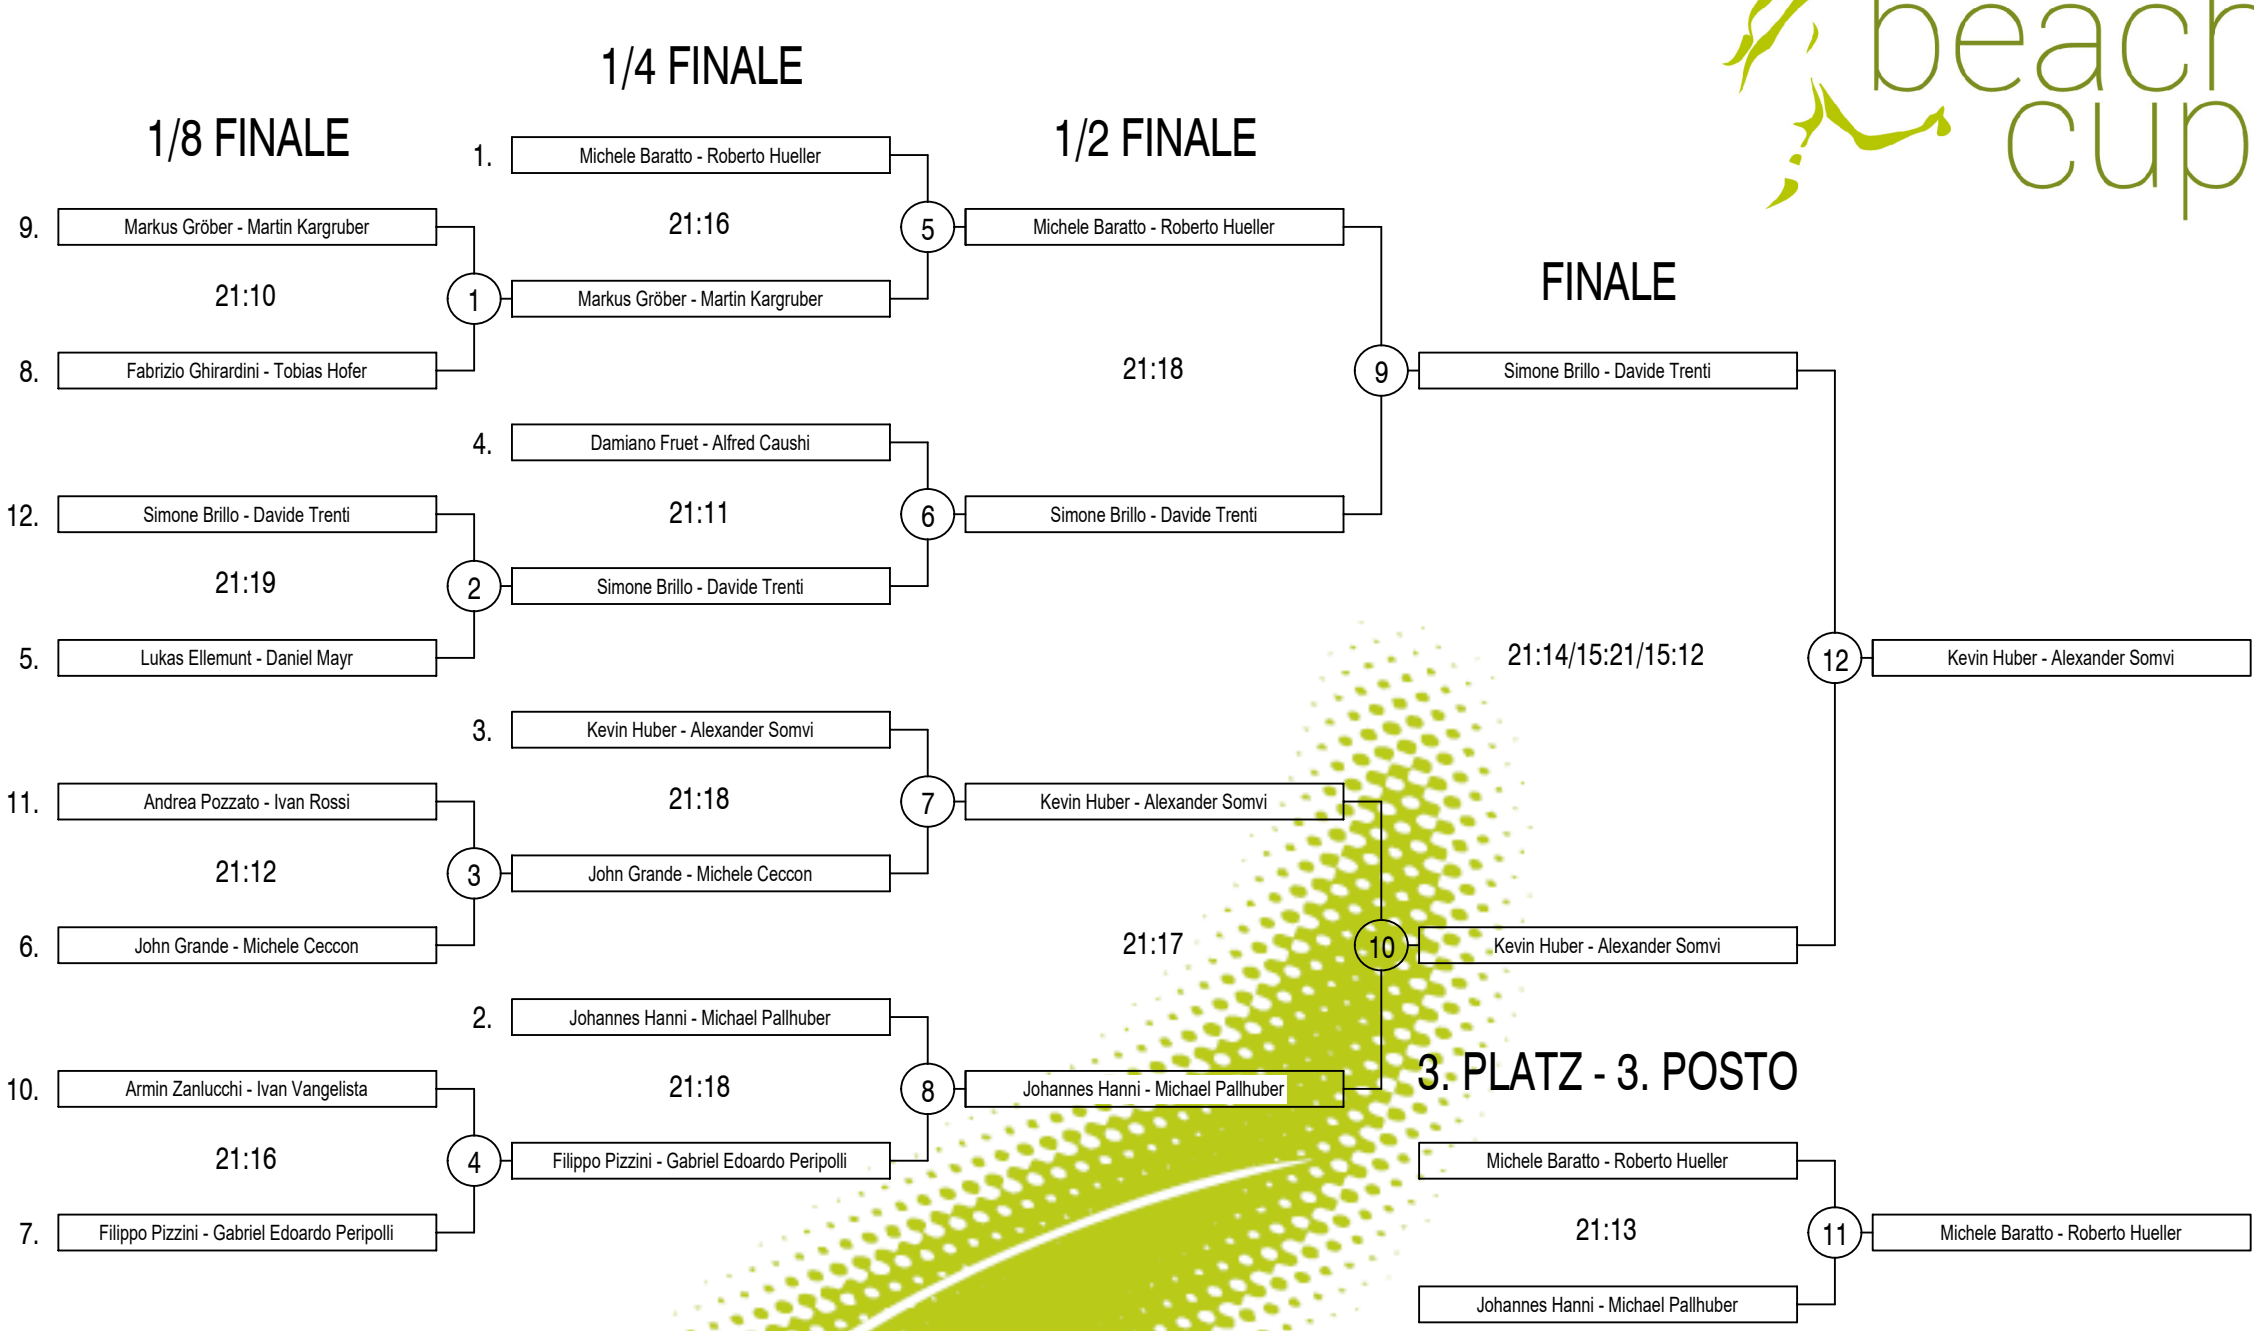 beach
cup
1/4 FINALE
1/8 FINALE
1/2 FINALE
1.
Michele Baratto - Roberto Hueller
9.
Markus Gröber - Martin Kargruber
21:16
5
Michele Baratto - Roberto Hueller
FINALE
21:10
1
Markus Gröber - Martin Kargruber
8.
Fabrizio Ghirardini - Tobias Hofer
21:18
9
Simone Brillo - Davide Trenti
4.
Damiano Fruet - Alfred Caushi
12.
Simone Brillo - Davide Trenti
21:11
6
Simone Brillo - Davide Trenti
21:19
2
Simone Brillo - Davide Trenti
5.
Lukas Ellemunt - Daniel Mayr
21:14/15:21/15:12
12
Kevin Huber - Alexander Somvi
3.
Kevin Huber - Alexander Somvi
11.
Andrea Pozzato - Ivan Rossi
21:18
7
Kevin Huber - Alexander Somvi
21:12
3
John Grande - Michele Ceccon
6.
John Grande - Michele Ceccon
21:17
10
Kevin Huber - Alexander Somvi
2.
Johannes Hanni - Michael Pallhuber
3. PLATZ - 3. POSTO
10.
Armin Zanlucchi - Ivan Vangelista
21:18
8
Johannes Hanni - Michael Pallhuber
21:16
4
Filippo Pizzini - Gabriel Edoardo Peripolli
Michele Baratto - Roberto Hueller
7.
Filippo Pizzini - Gabriel Edoardo Peripolli
21:13
11
Michele Baratto - Roberto Hueller
Johannes Hanni - Michael Pallhuber